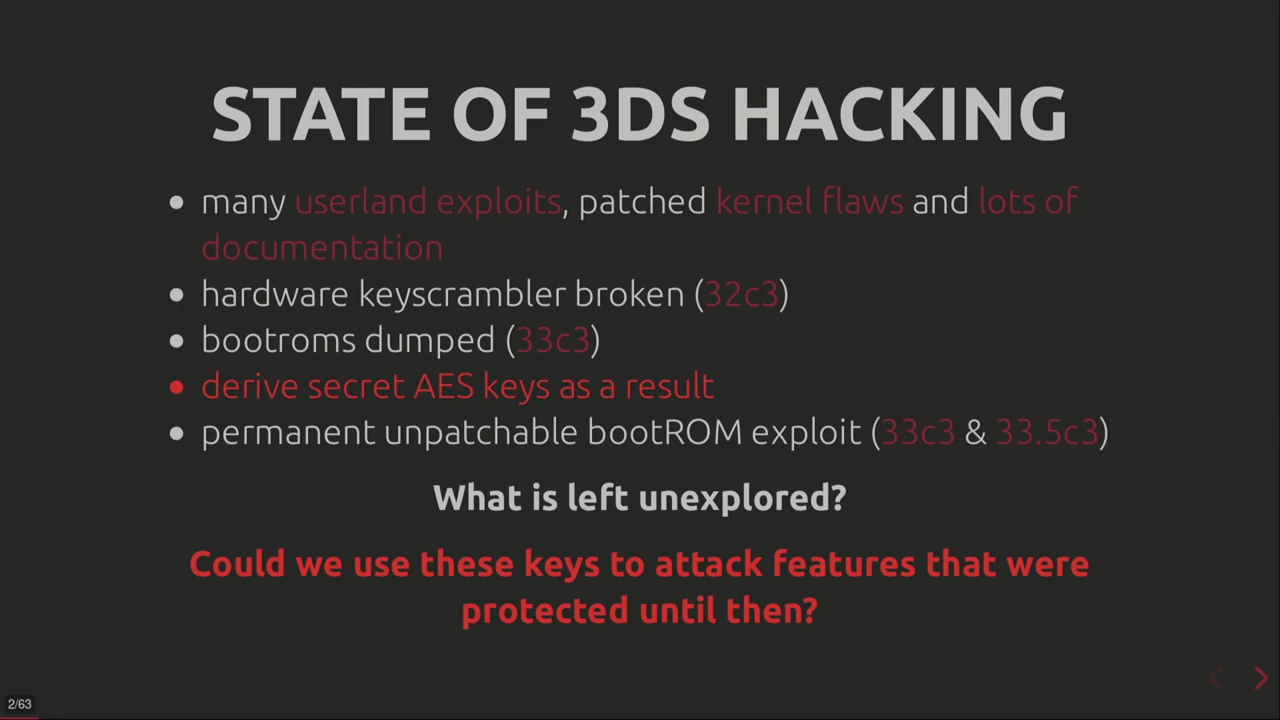 STATE OF 3DS HACKING
• many userland exploits, patched kernel flaws and lots of
documentation
• hardware keyscrambler broken (32c3)
• bootroms dumped (33c3)
• derive secret AES keys as a result
• permanent unpatchable bootROM exploit (33c3 & 33.5c3)
What is left unexplored?
Could we use these keys to attack features that were
protected until then?
2/63